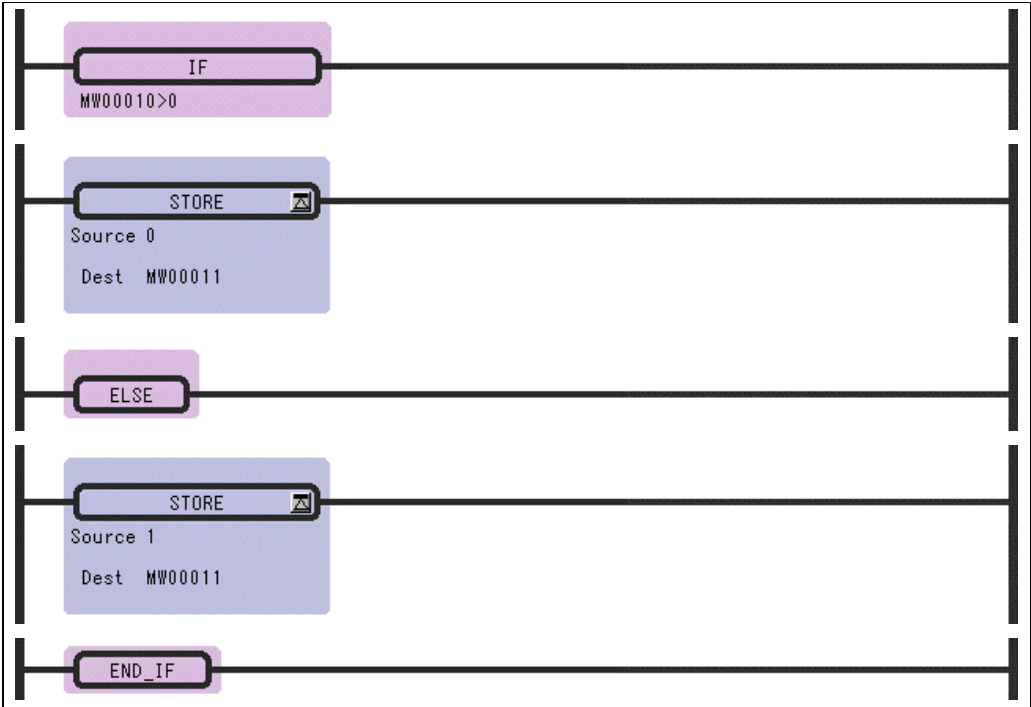 IF
MW00010>0
STORE
Source 0
Dest MW00011
ELSE
STORE
Source 1
Dest MW00011
END_IF